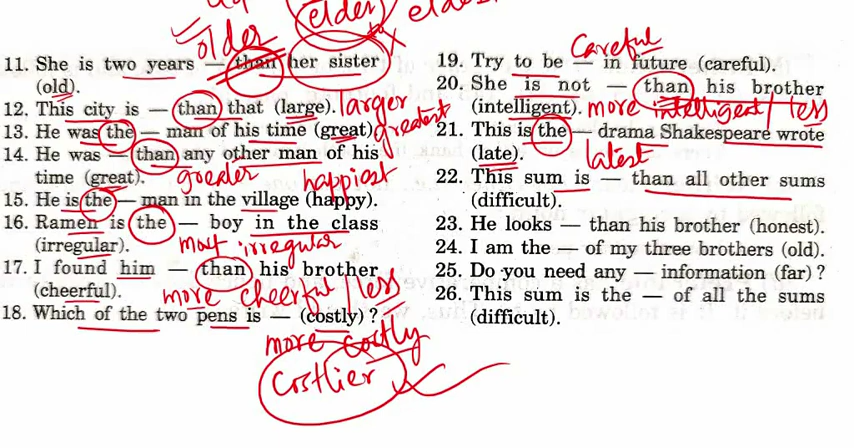 elder
older
11. She is two years — than her sister
(old).
12. This city is — than that (large). larger
13. He was the — man of his time (great). greatest
14. He was — than any other man of his
time (great). greater
happiest
15. He is the — man in the village (happy).
16. Ramen is the — boy in the class
(irregular). most irregular
17. I found him — than his brother
(cheerful). more cheerful / less
18. Which of the two pens is — (costly) ?
more costly
costlier
Careful
19. Try to be — in future (careful).
20. She is not — than his brother
(intelligent). more intelligent / less
21. This is the — drama Shakespeare wrote
(late). latest
22. This sum is — than all other sums
(difficult).
23. He looks — than his brother (honest).
24. I am the — of my three brothers (old).
25. Do you need any — information (far) ?
26. This sum is the — of all the sums
(difficult).